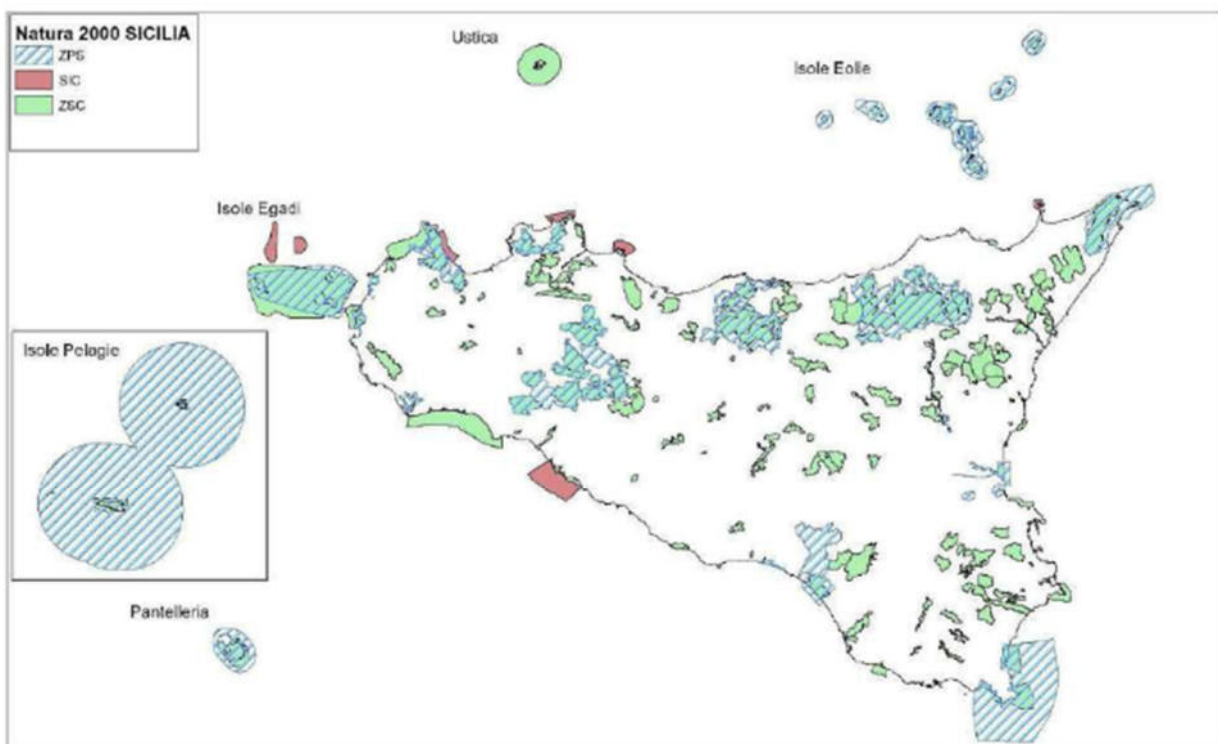 Natura 2000 SICILIA
ZPS
SIC
ZSC
Ustica
Isole Eolie
Isole Egadi
Isole Pelagie
Pantelleria